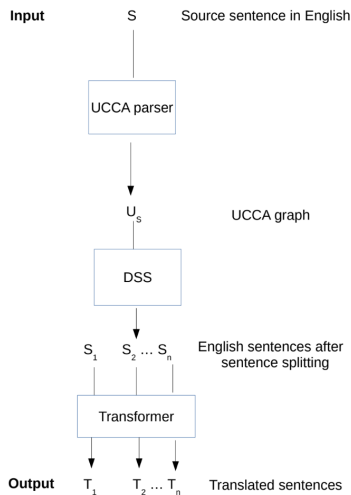 Input S Source sentence in English
UCCA parser
U_S UCCA graph
DSS
S_1 S_2 … S_n English sentences after
sentence splitting
Transformer
Output T_1 T_2 … T_n Translated sentences